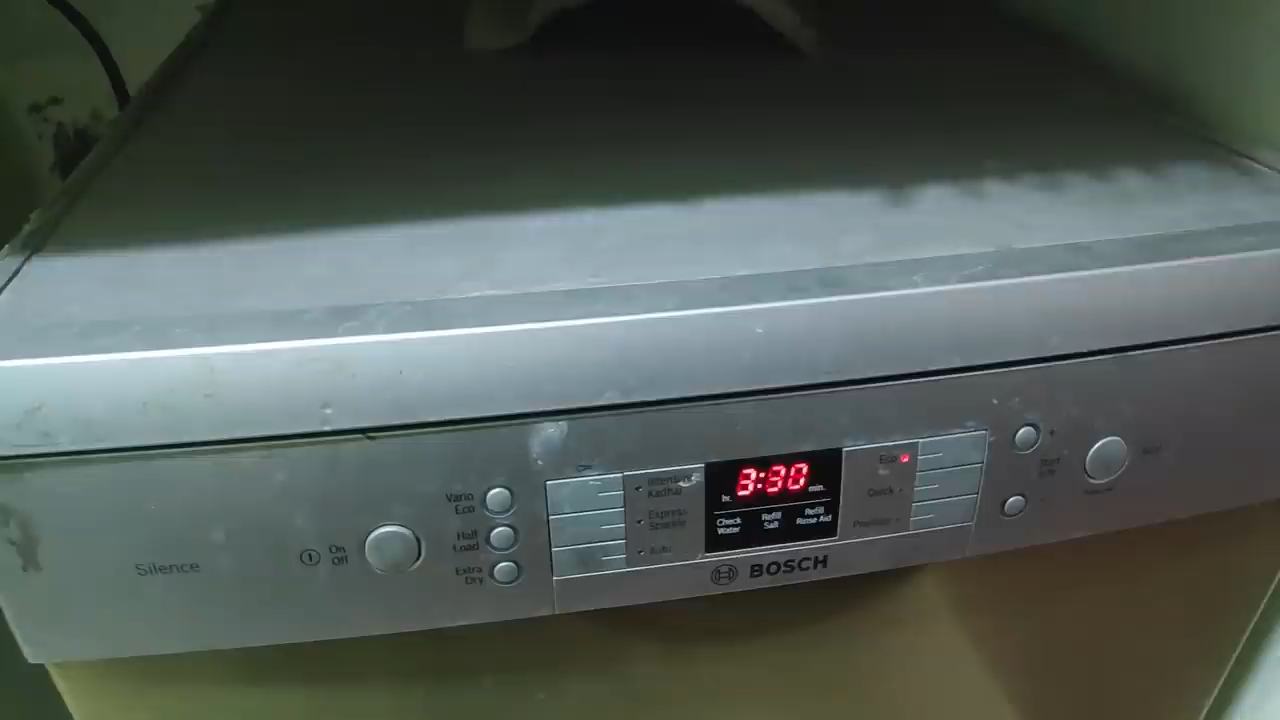 Silence
On
Off
Vario
Eco
Half
Load
Extra
Dry
Intensive
Kadhai
Express
Sparkle
Auto
3:30
hr.
min.
Check
Water
Refill
Salt
Refill
Rinse Aid
BOSCH
Eco
Quick
+
-